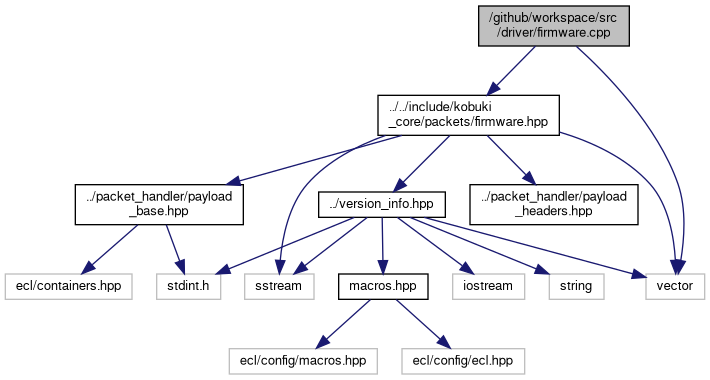 /github/workspace/src
/driver/firmware.cpp
../../include/kobuki
_core/packets/firmware.hpp
../packet_handler/payload
_base.hpp
../version_info.hpp
../packet_handler/payload
_headers.hpp
ecl/containers.hpp
stdint.h
sstream
macros.hpp
iostream
string
vector
ecl/config/macros.hpp
ecl/config/ecl.hpp